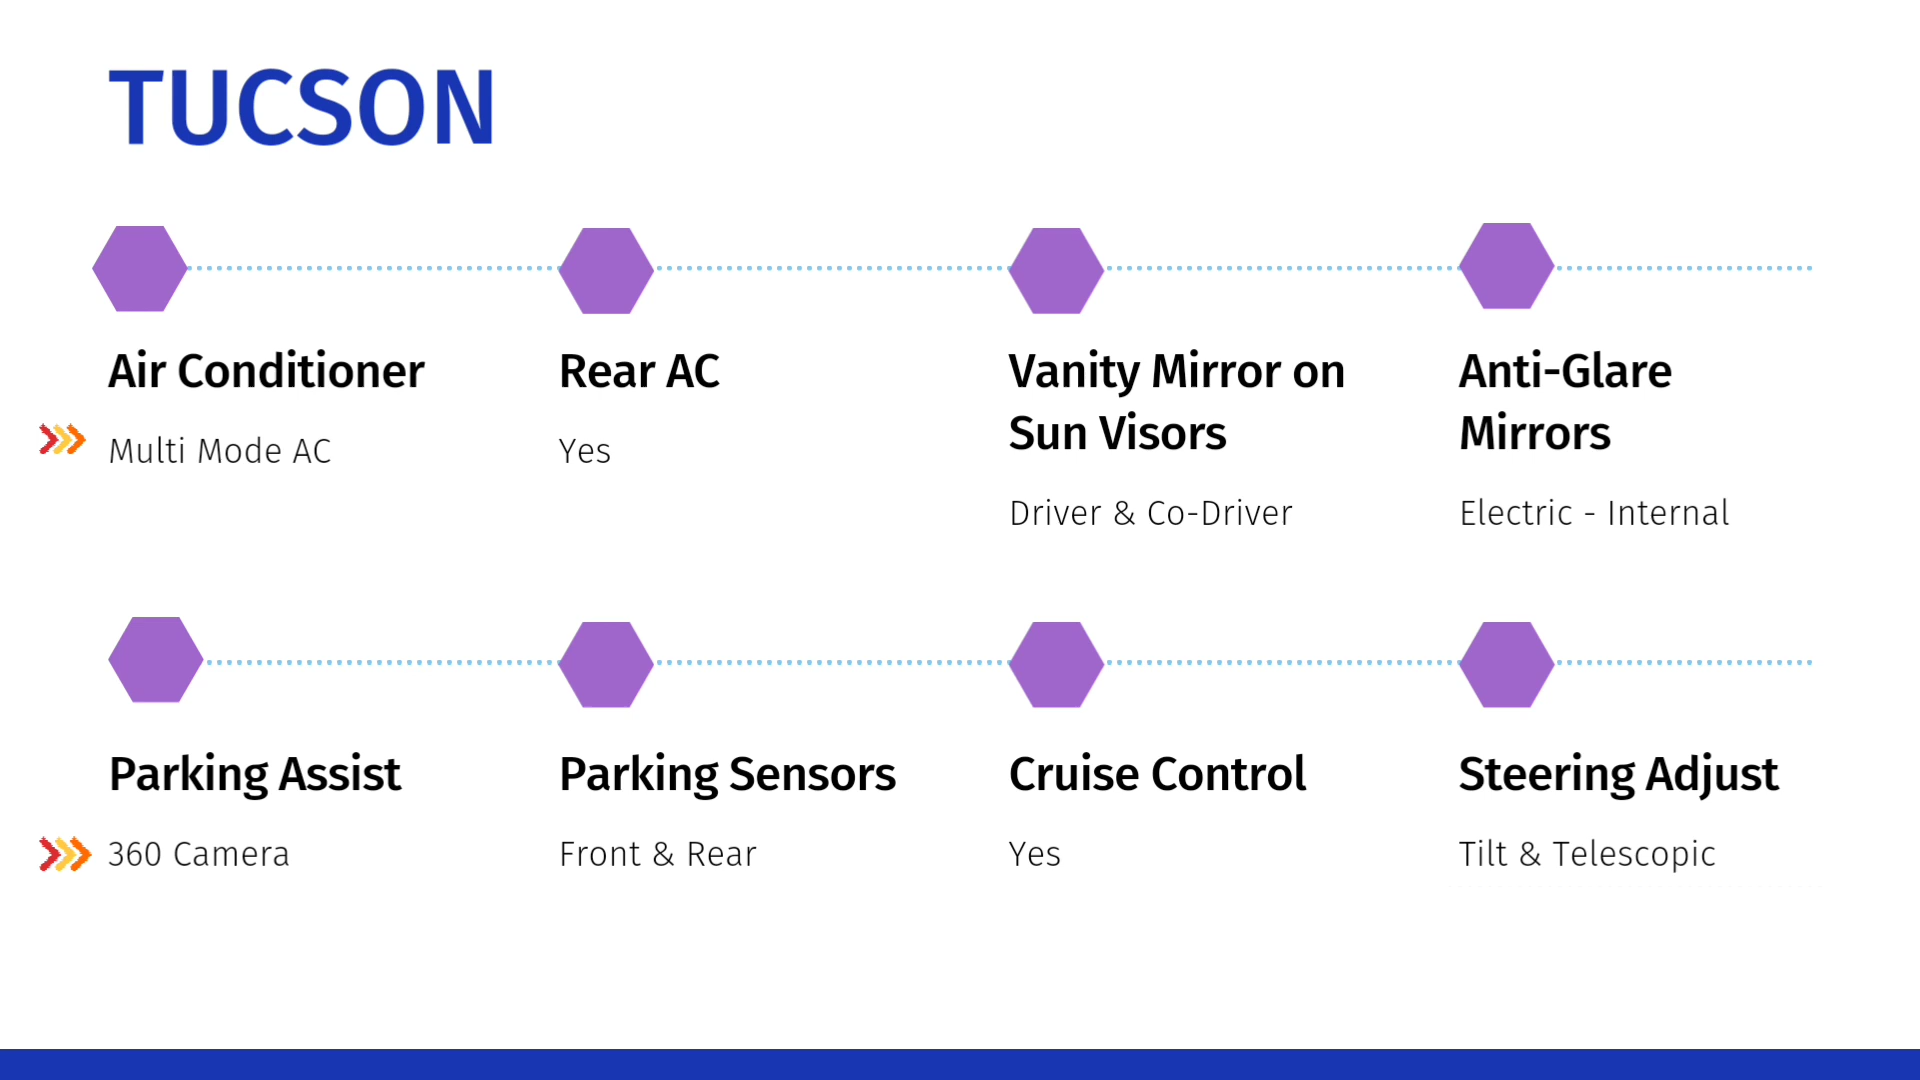 TUCSON
Air Conditioner
Multi Mode AC
Rear AC
Yes
Vanity Mirror on
Sun Visors
Driver & Co-Driver
Anti-Glare
Mirrors
Electric - Internal
Parking Assist
360 Camera
Parking Sensors
Front & Rear
Cruise Control
Yes
Steering Adjust
Tilt & Telescopic